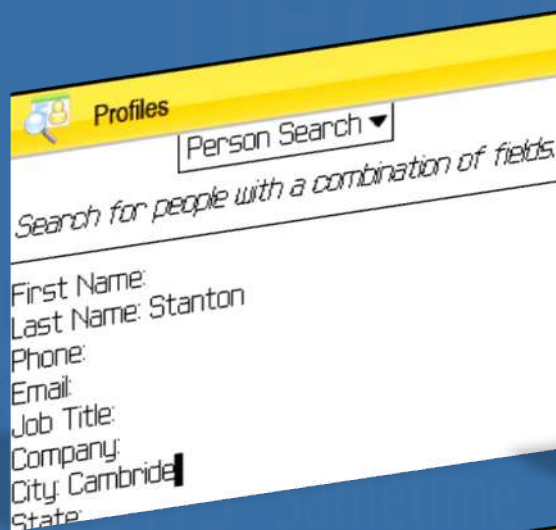 Profiles
Person Search
Search for people with a combination of fields.
First Name:
Last Name: Stanton
Phone:
Email:
Job Title:
Company:
City: Cambride
State: